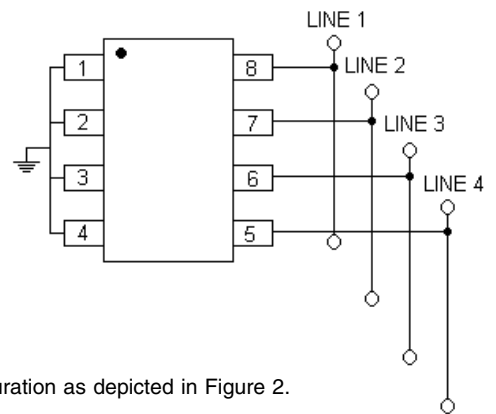 LINE 1
1 8 LINE 2
2 7 LINE 3
3 6 LINE 4
4 5
uration as depicted in Figure 2.